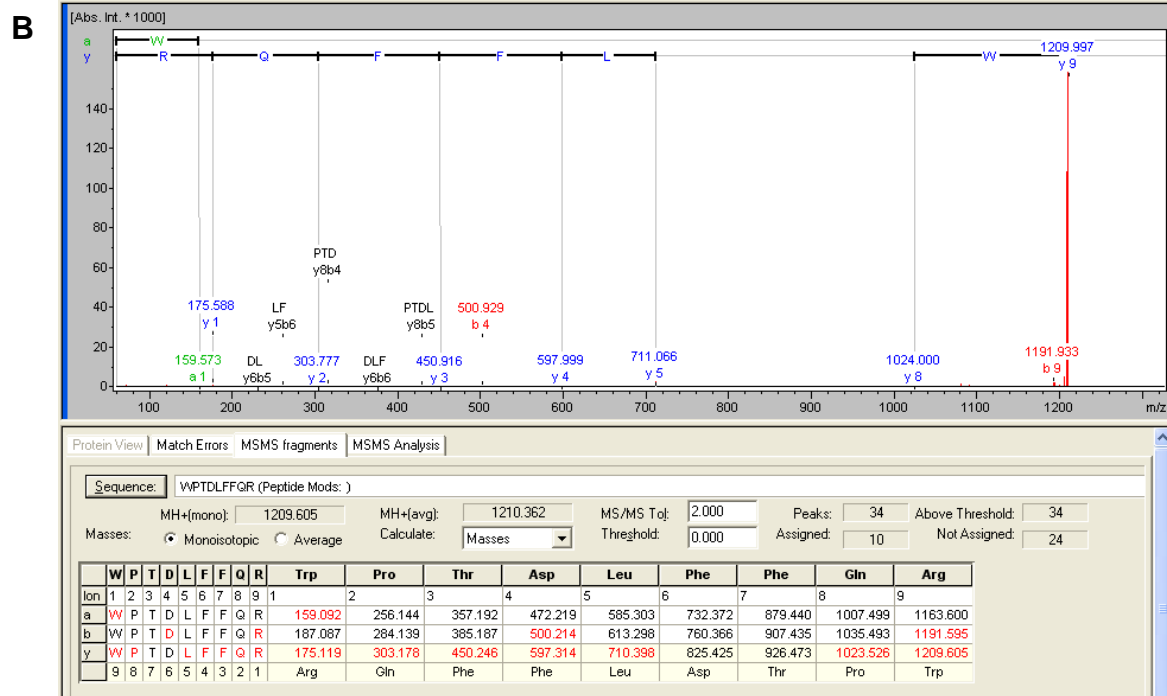 B
[Abs. Int. * 1000]
a W
y R Q F F L W
1209.997
y 9
140
120
100
80
60
40
20
0
PTD
y8b4
175.588
y 1
LF
y5b6
PTDL
y8b5
500.929
b 4
159.573
a 1
DL
y6b5
303.777
y 2
DLF
y6b6
450.916
y 3
597.999
y 4
711.066
y 5
1024.000
y 8
1191.933
b 9
100 200 300 400 500 600 700 800 900 1000 1100 1200 m/z
Protein View Match Errors MSMS fragments MSMS Analysis
Sequence: WPTDLFFQR (Peptide Mods: )
Masses: MH+(mono): 1209.605 MH+(avg): 1210.362 MS/MS Tol: 2.000 Peaks: 34 Above Threshold: 34
Monoisotopic Average Calculate: Masses Threshold: 0.000 Assigned: 10 Not Assigned: 24
W P T D L F F Q R Trp Pro Thr Asp Leu Phe Phe Gln Arg
Ion 1 2 3 4 5 6 7 8 9 1 2 3 4 5 6 7 8 9
a W P T D L F F Q R 159.092 256.144 357.192 472.219 585.303 732.372 879.440 1007.499 1163.600
b W P T D L F F Q R 187.087 284.139 385.187 500.214 613.298 760.366 907.435 1035.493 1191.595
y W P T D L F F Q R 175.119 303.178 450.246 597.314 710.398 825.425 926.473 1023.526 1209.605
9 8 7 6 5 4 3 2 1 Arg Gln Phe Phe Leu Asp Thr Pro Trp